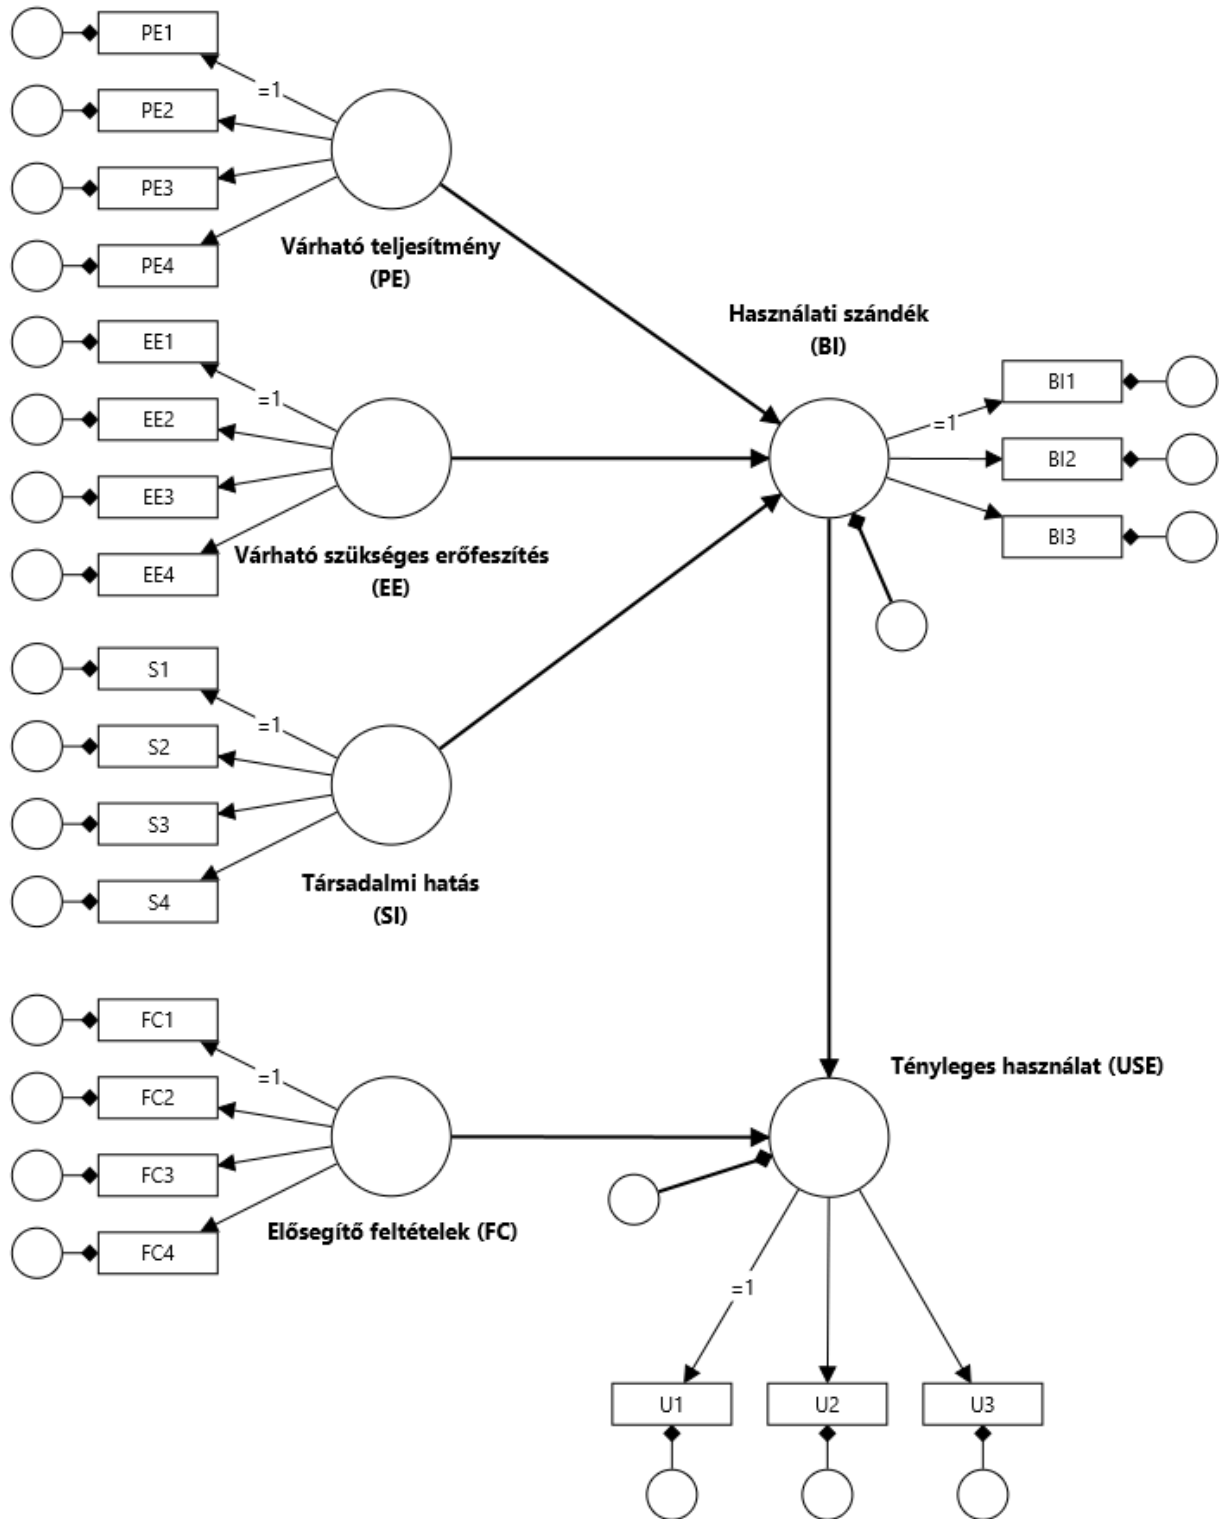 PE1
=1
PE2
PE3
PE4
Várható teljesítmény
(PE)
EE1
=1
EE2
EE3
EE4
Várható szükséges erőfeszítés
(EE)
Használati szándék
(BI)
BI1
=1
BI2
BI3
S1
=1
S2
S3
S4
Társadalmi hatás
(SI)
FC1
=1
FC2
FC3
FC4
Elősegítő feltételek (FC)
Tényleges használat (USE)
=1
U1
U2
U3